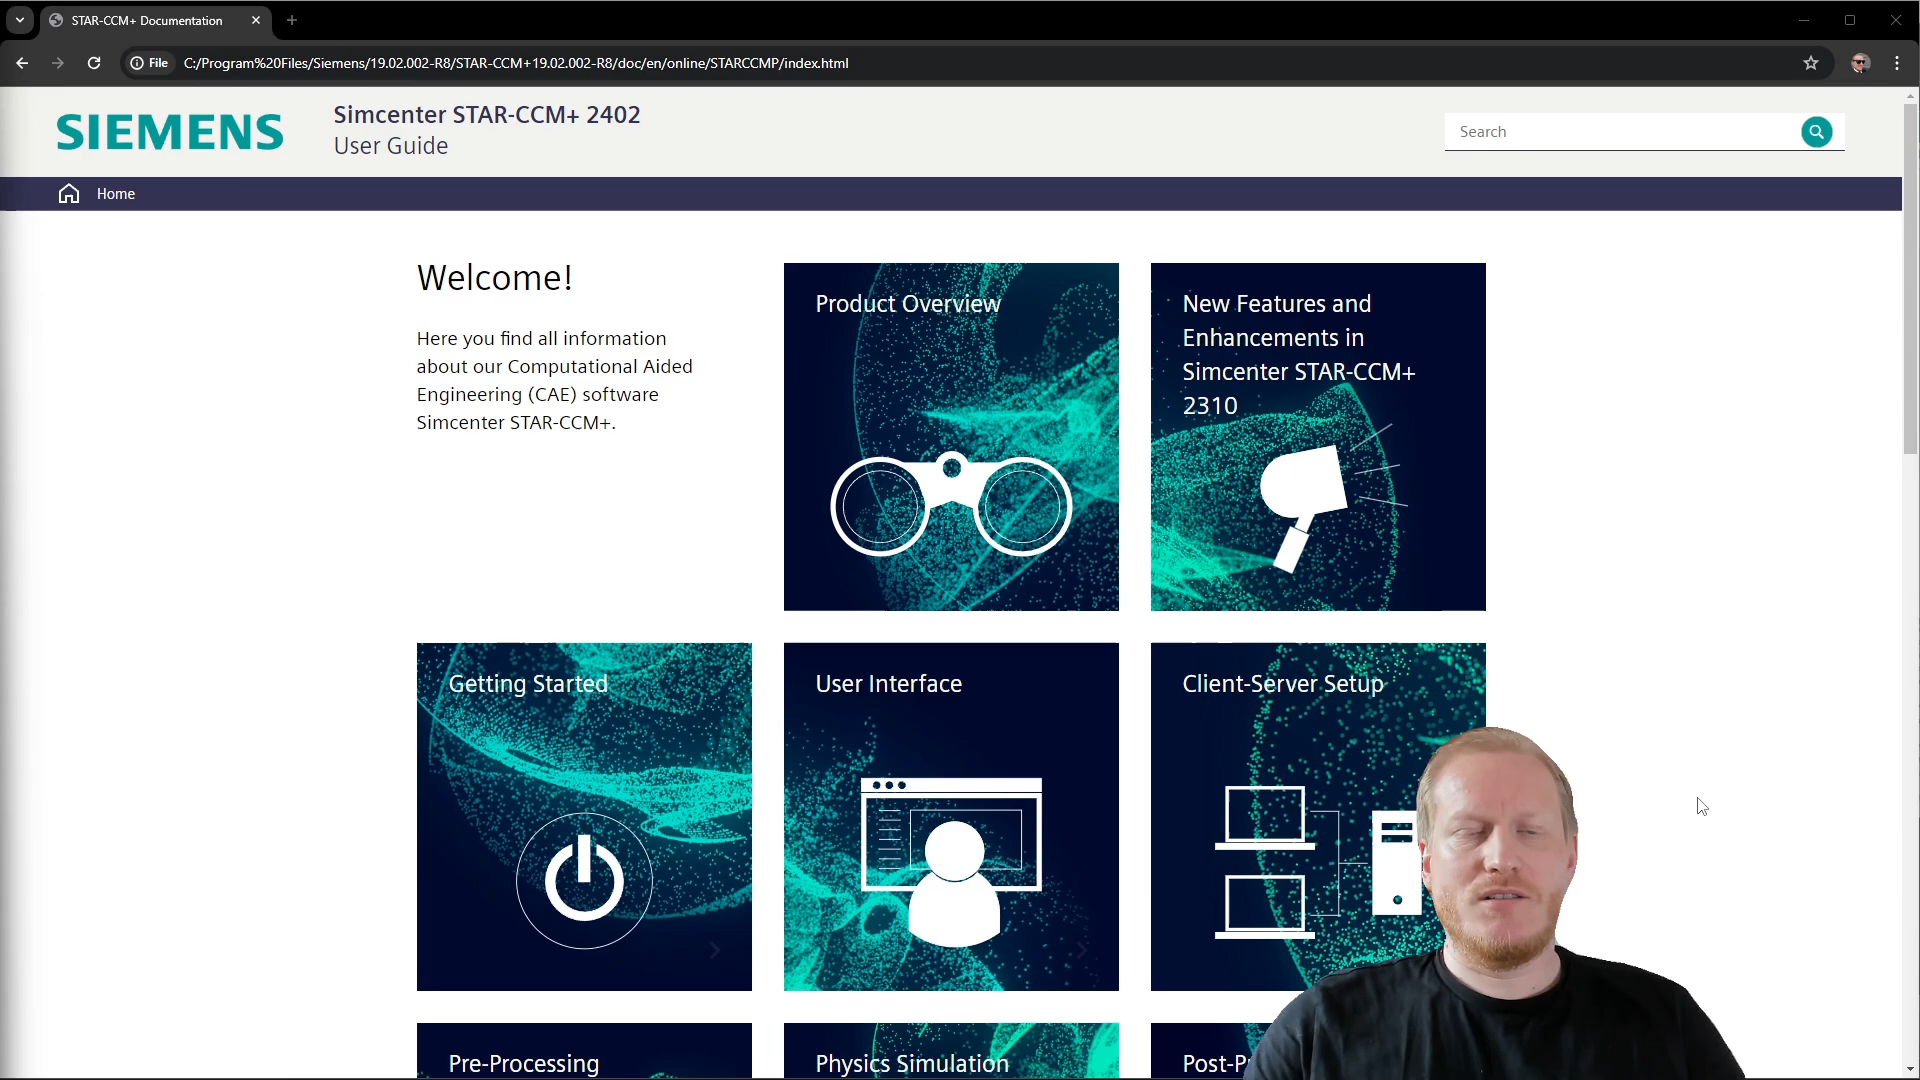 STAR-CCM+ Documentation
File
C:/Program%20Files/Siemens/19.02.002-R8/STAR-CCM+19.02.002-R8/doc/en/online/STARCCMP/index.html
SIEMENS
Simcenter STAR-CCM+ 2402
User Guide
Search
Home
Welcome!
Here you find all information
about our Computational Aided
Engineering (CAE) software
Simcenter STAR-CCM+.
Product Overview
New Features and
Enhancements in
Simcenter STAR-CCM+
2310
Getting Started
User Interface
Client-Server Setup
Pre-Processing
Physics Simulation
Post-P